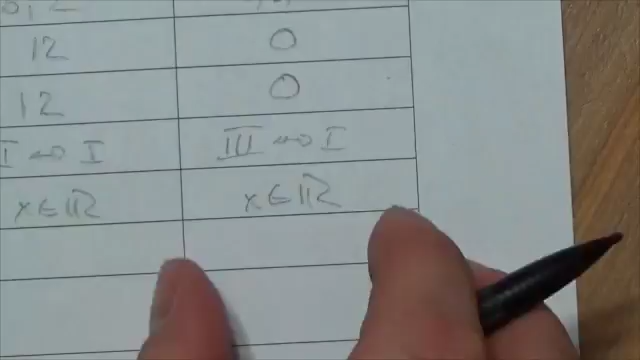 12 0
12 0
I → I III → I
x∈ℝ x∈ℝ